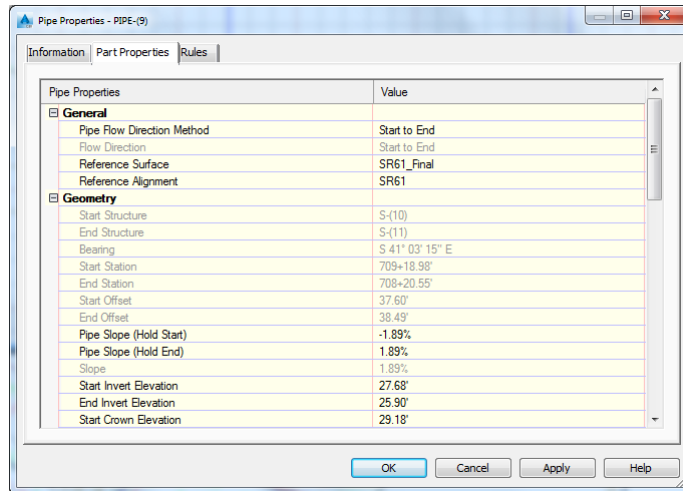 Pipe Properties - PIPE-(9)
Information Part Properties Rules
Pipe Properties Value
General
Pipe Flow Direction Method Start to End
Flow Direction Start to End
Reference Surface SR61_Final
Reference Alignment SR61
Geometry
Start Structure S-(10)
End Structure S-(11)
Bearing S 41° 03' 15" E
Start Station 709+18.98'
End Station 708+20.55'
Start Offset 37.60'
End Offset 38.49'
Pipe Slope (Hold Start) -1.89%
Pipe Slope (Hold End) 1.89%
Slope 1.89%
Start Invert Elevation 27.68'
End Invert Elevation 25.90'
Start Crown Elevation 29.18'
OK Cancel Apply Help